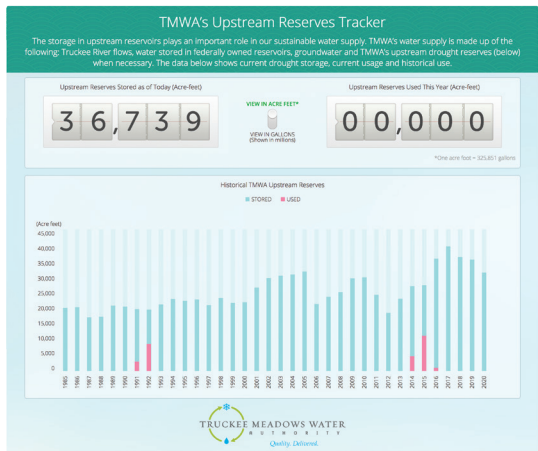 TMWA's Upstream Reserves Tracker
The storage in upstream reservoirs plays an important role in our sustainable water supply. TMWA's water supply is made up of the
following; Truckee River flows, water stored in federally owned reservoirs, groundwater and TMWA's upstream drought reserves (below)
when necessary. The data below shows current drought storage, current usage and historical use.
Upstream Reserves Stored as of Today (Acre-feet)
36,739
VIEW IN ACRE FEET*
VIEW IN GALLONS
(Shown in millions)
Upstream Reserves Used This Year (Acre-feet)
00,000
*One acre foot = 325,851 gallons
Historical TMWA Upstream Reserves
STORED USED
(Acre feet)
45,000
40,000
35,000
30,000
25,000
20,000
15,000
10,000
5,000
0
1985 1986 1987 1988 1989 1990 1991 1992 1993 1994 1995 1996 1997 1998 1999 2000 2001 2002 2003 2004 2005 2006 2007 2008 2009 2010 2011 2012 2013 2014 2015 2016 2017 2018 2019 2020
TRUCKEE MEADOWS WATER
AUTHORITY
Quality. Delivered.